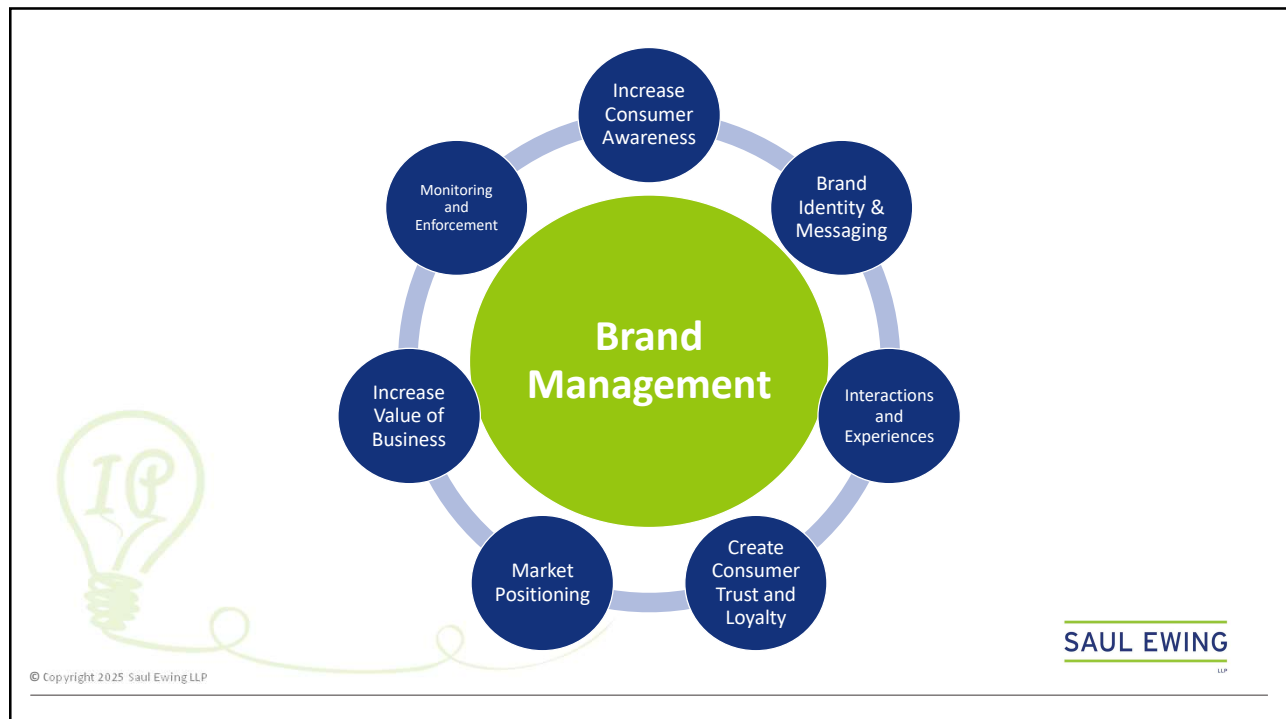 Increase
Consumer
Awareness
Brand
Identity &
Messaging
Interactions
and
Experiences
Create
Consumer
Trust and
Loyalty
Market
Positioning
Increase
Value of
Business
Monitoring
and
Enforcement
Brand
Management
IP
SAUL EWING
LLP
© Copyright 2025 Saul Ewing LLP